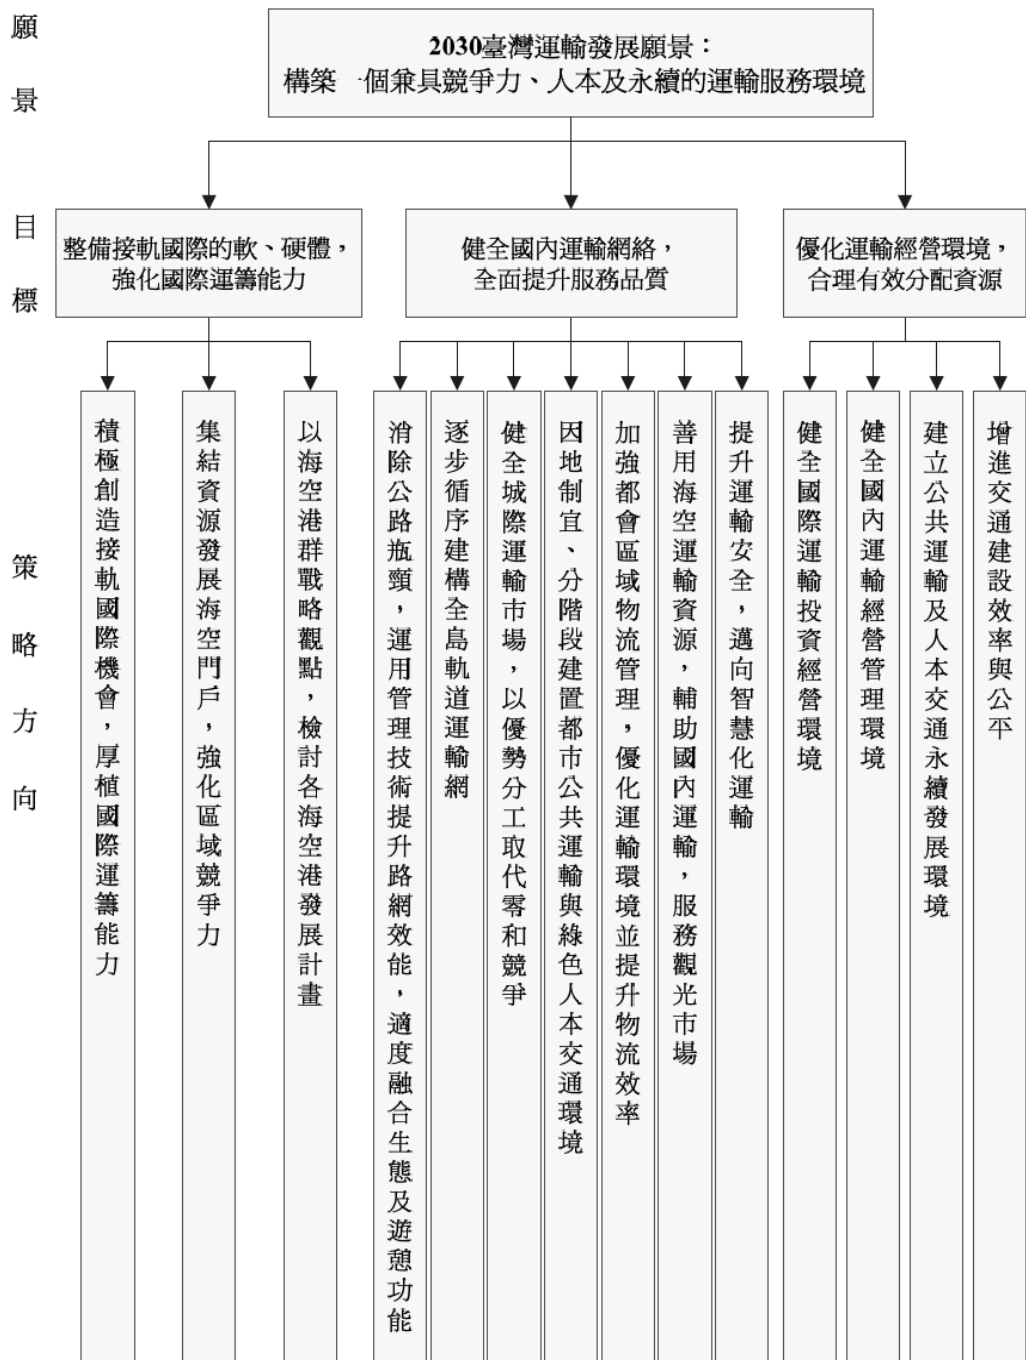 願景
2030臺灣運輸發展願景：
構築一個兼具競爭力、人本及永續的運輸服務環境
目標
整備接軌國際的軟、硬體，
強化國際運籌能力
健全國內運輸網絡，
全面提升服務品質
優化運輸經營環境，
合理有效分配資源
策略方向
積極創造接軌國際機會，厚植國際運籌能力
集結資源發展海空門戶，強化區域競爭力
以海空港群戰略觀點，檢討各海空港發展計畫
消除公路瓶頸，運用管理技術提升路網效能，適度融合生態及遊憩功能
逐步循序建構全島軌道運輸網
健全城際運輸市場，以優勢分工取代零和競爭
因地制宜、分階段建置都市公共運輸與綠色人本交通環境
加強都會區域物流管理，優化運輸環境並提升物流效率
善用海空運輸資源，輔助國內運輸，服務觀光市場
提升運輸安全，邁向智慧化運輸
健全國際運輸投資經營環境
健全國內運輸經營管理環境
建立公共運輸及人本交通永續發展環境
增進交通建設效率與公平